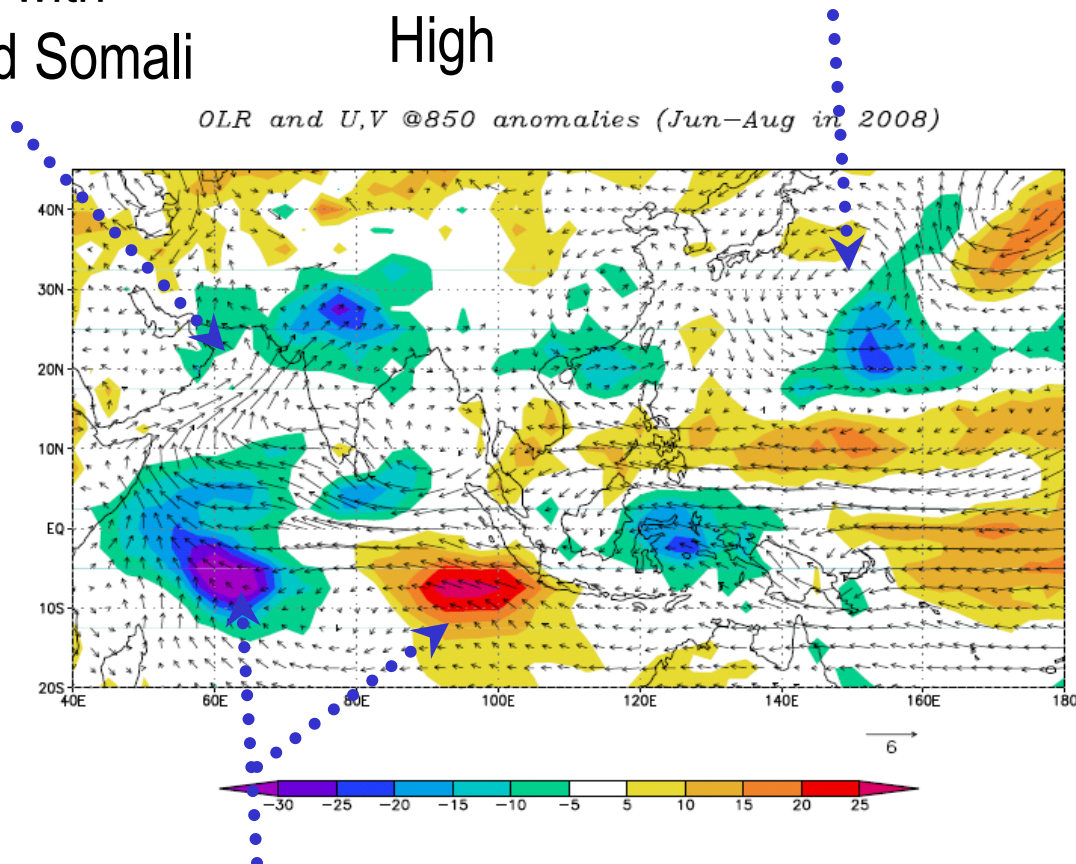 d Somali
High
OLR and U,V @850 anomalies (Jun-Aug in 2008)
40N
30N
20N
10N
EQ
10S
20S
40E 60E 80E 100E 120E 140E 160E 180
6
-30 -25 -20 -15 -10 -5 5 10 15 20 25